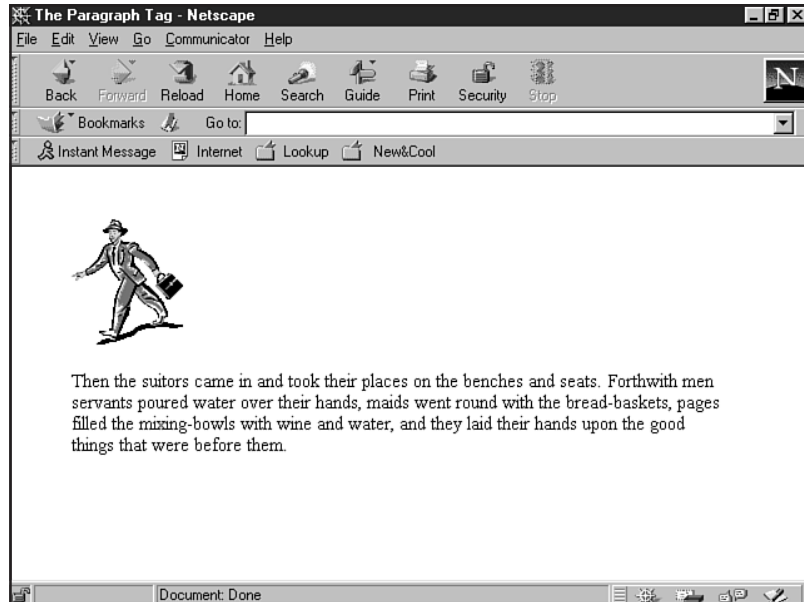 The Paragraph Tag - Netscape
File Edit View Go Communicator Help
Back Forward Reload Home Search Guide Print Security Stop
N
Bookmarks Go to:
Instant Message Internet Lookup New&Cool
Then the suitors came in and took their places on the benches and seats. Forthwith men
servants poured water over their hands, maids went round with the bread-baskets, pages
filled the mixing-bowls with wine and water, and they laid their hands upon the good
things that were before them.
Document: Done